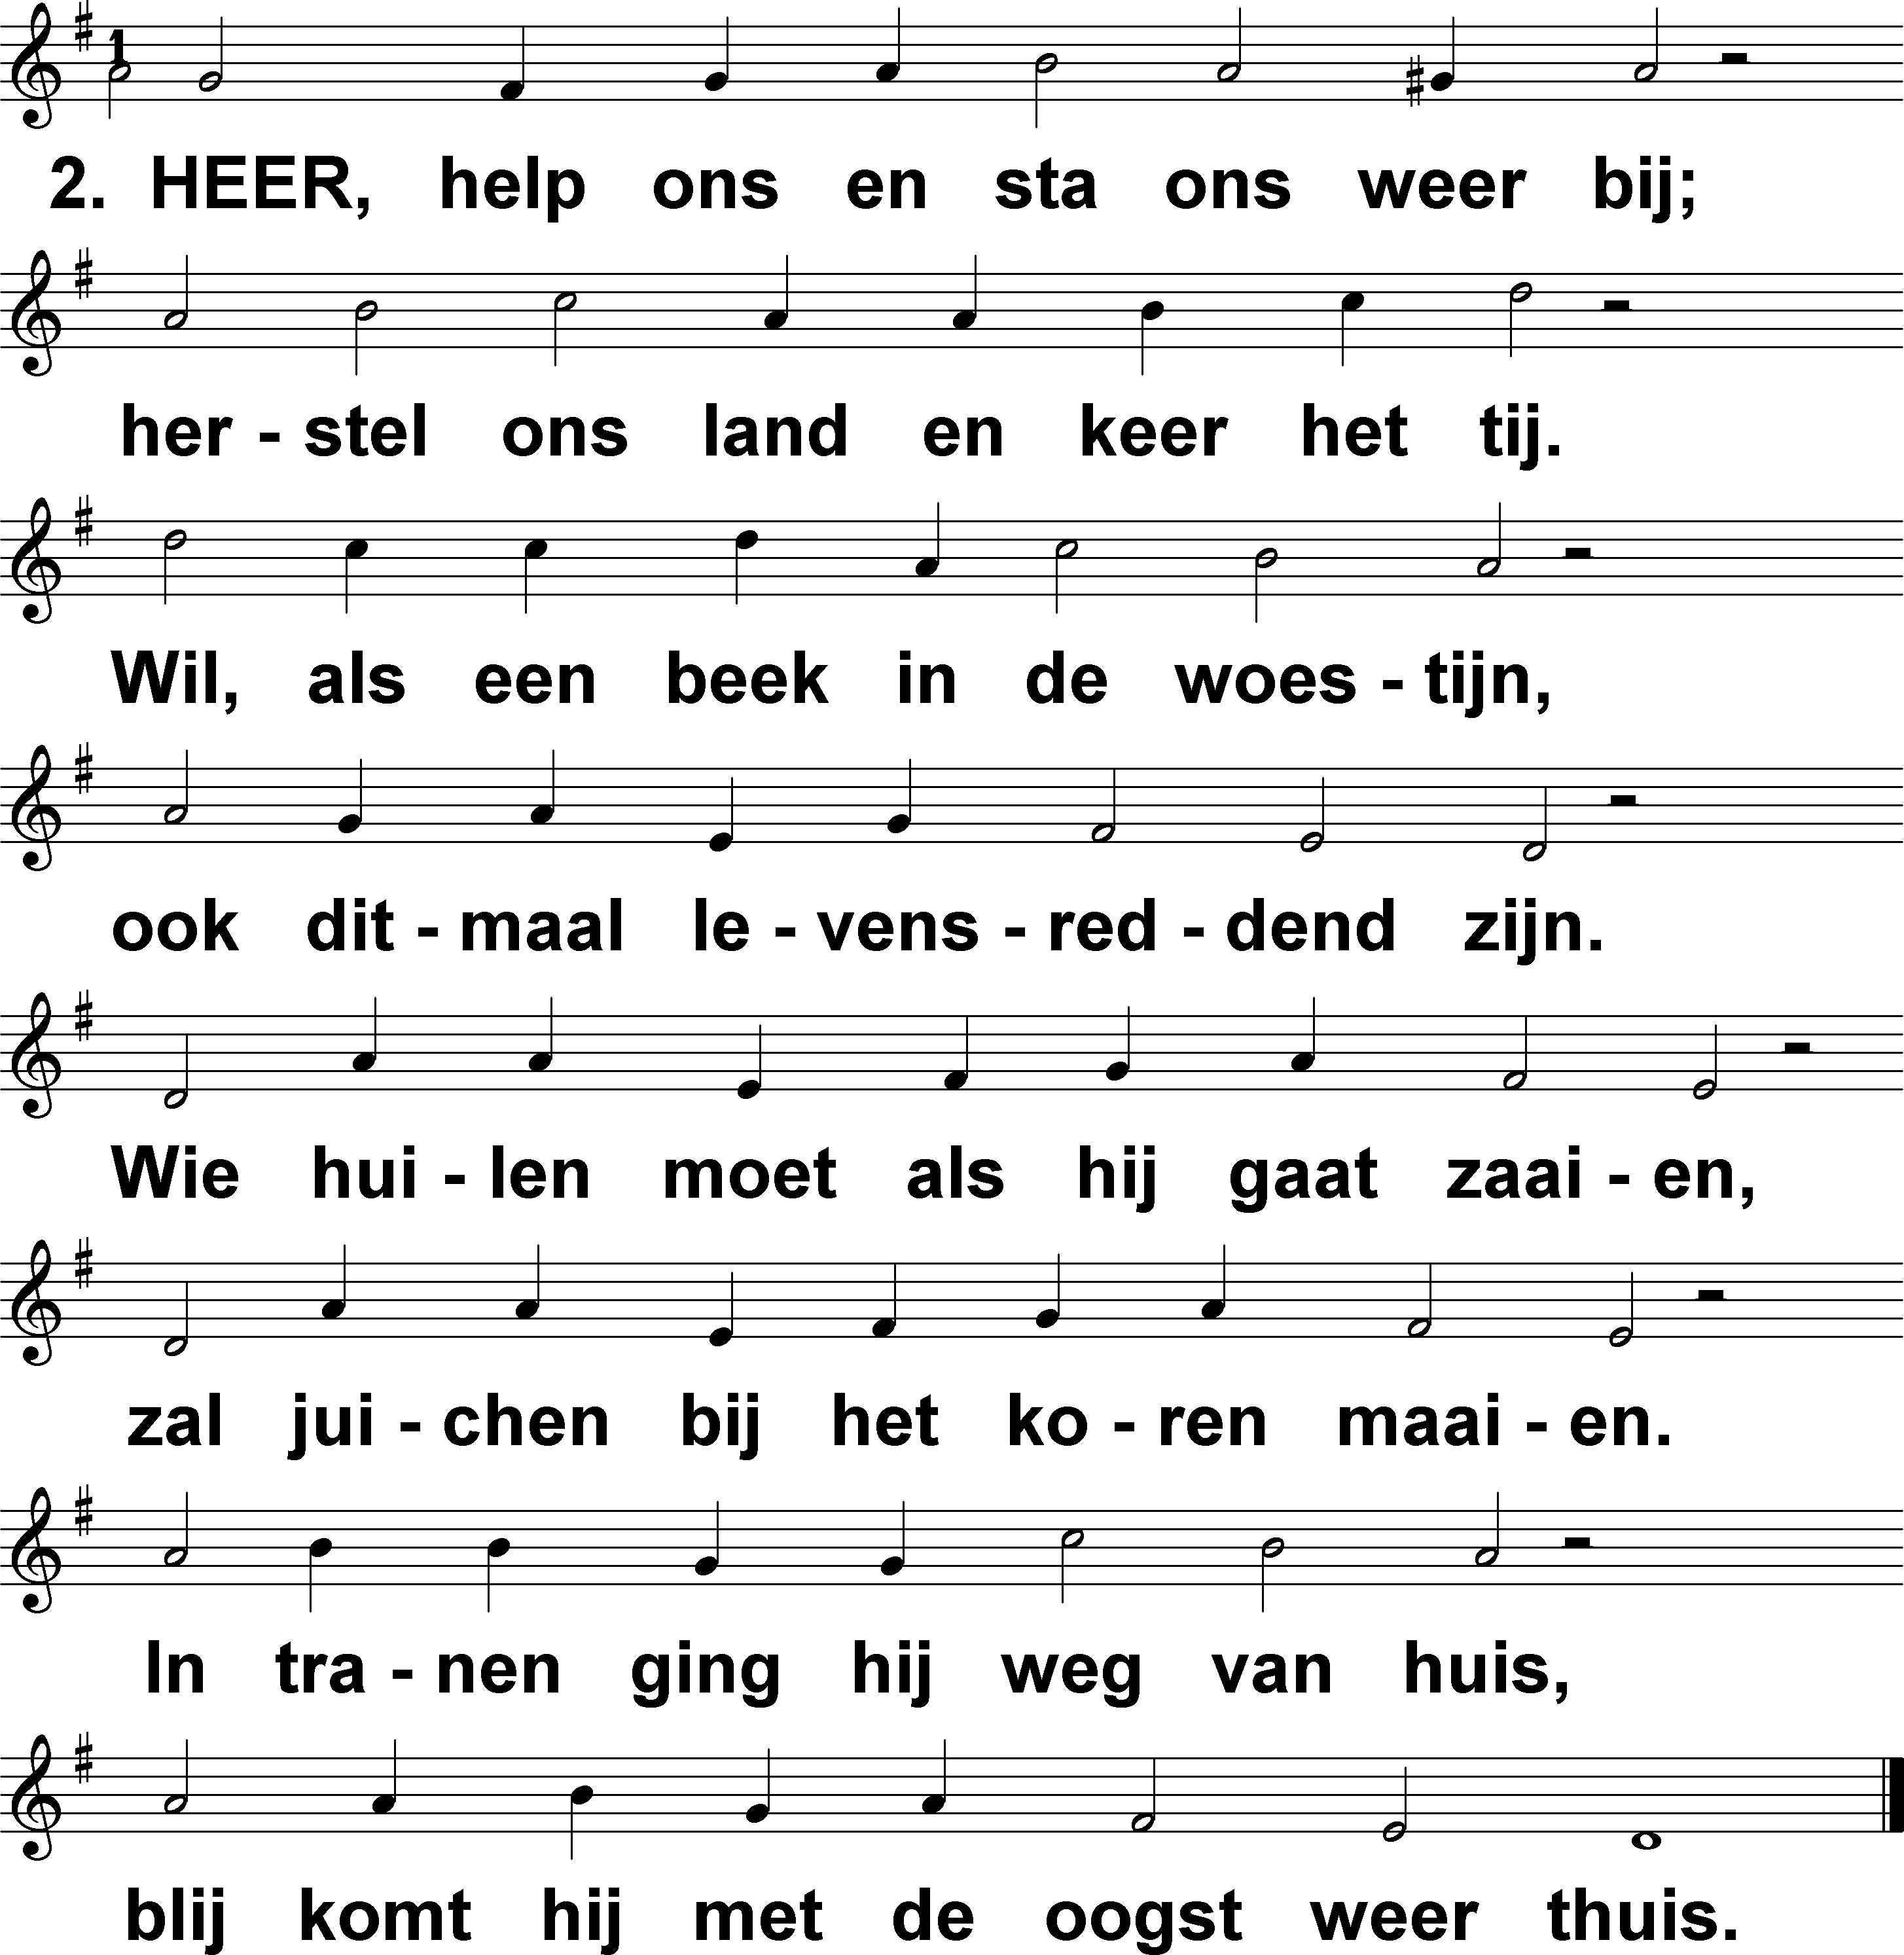 1
2. HEER, help ons en sta ons weer bij;
her - stel ons land en keer het tij.
Wil, als een beek in de woes - tijn,
ook dit - maal le - vens - red - dend zijn.
Wie hui - len moet als hij gaat zaai - en,
zal jui - chen bij het ko - ren maai - en.
In tra - nen ging hij weg van huis,
blij komt hij met de oogst weer thuis.